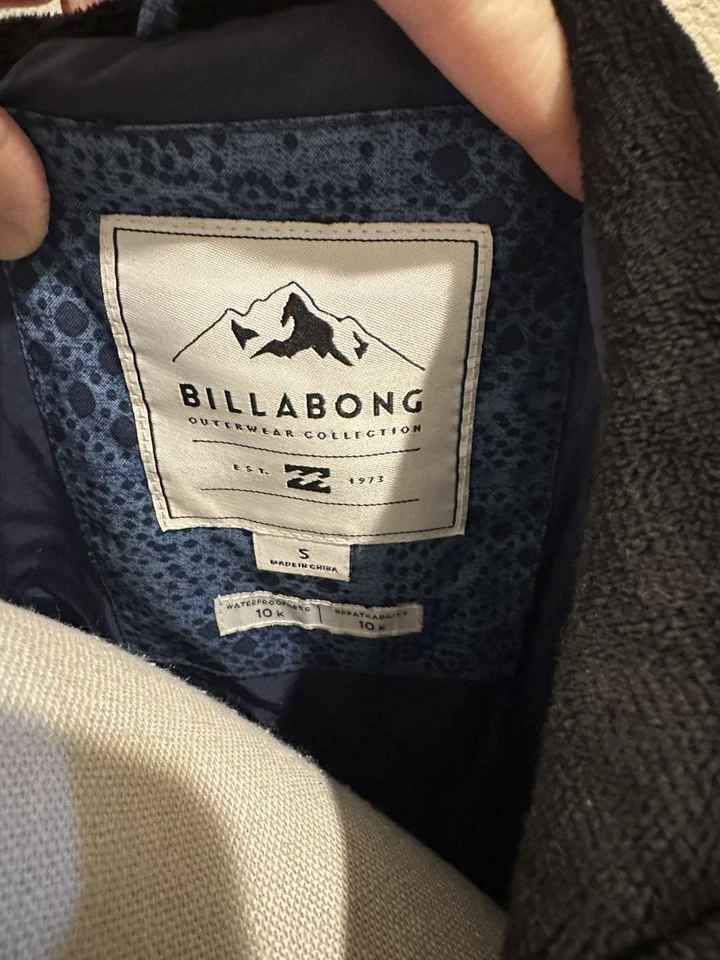 BILLABONG
OUTERWEAR COLLECTION
EST. 1973
S
MADE IN CHINA
WATERPROOFNESS BREATHABILITY
10 K 10 K